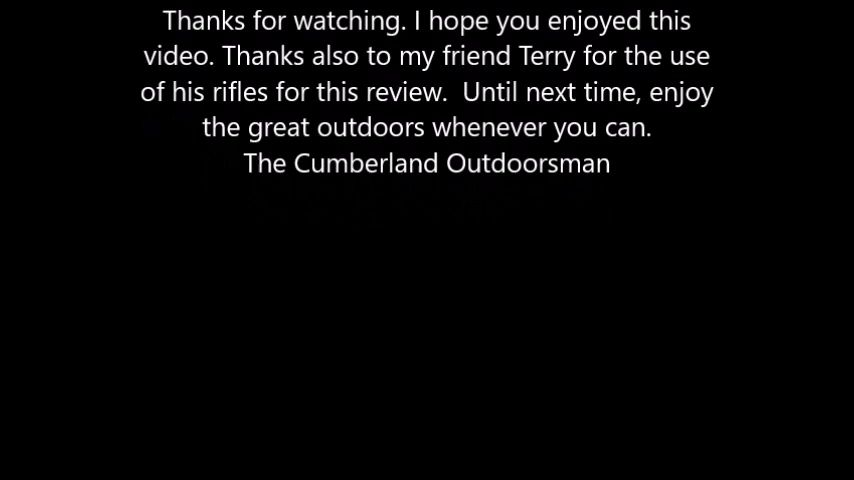 Thanks for watching. I hope you enjoyed this
video. Thanks also to my friend Terry for the use
of his rifles for this review.  Until next time, enjoy
the great outdoors whenever you can.
The Cumberland Outdoorsman